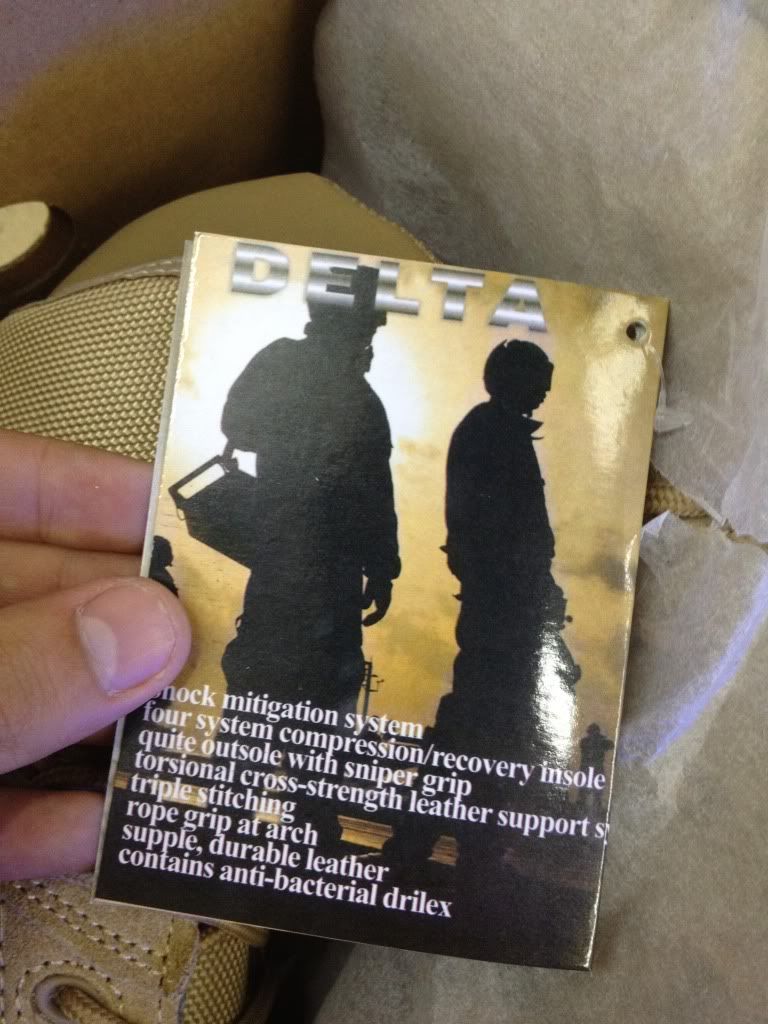 DELTA
shock mitigation system
four system compression/recovery insole
quite outsole with sniper grip
torsional cross-strength leather support
triple stitching
rope grip at arch
supple, durable leather
contains anti-bacterial drilex